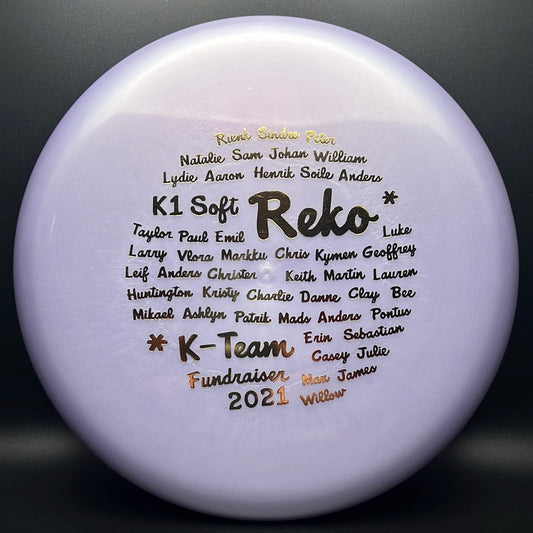 Rienk Sindre Peter
Natalie Sam Johan William
Lydie Aaron Henrik Soile Anders
K1 Soft Reko *
Taylor Paul Emil Luke
Larry Vlora Markku Chris Kymen Geoffrey
Leif Anders Christer Keith Martin Lauren
Huntington Kristy Charlie Danne Clay Bee
Mikael Ashlyn Patrik Mads Anders Pontus
* K-Team Erin Sebastian
Casey Julie
Fundraiser Max James
2021 Willow